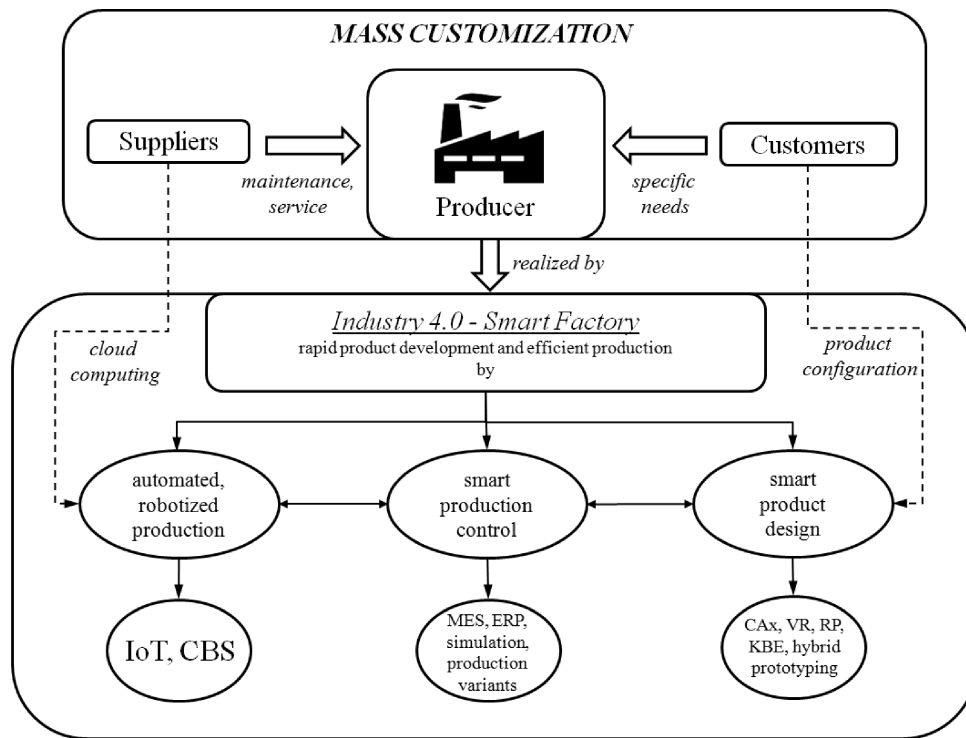 MASS CUSTOMIZATION
Suppliers
Customers
maintenance,
service
specific
needs
Producer
realized by
Industry 4.0 - Smart Factory
rapid product development and efficient production
by
cloud
computing
product
configuration
automated,
robotized
production
smart
production
control
smart
product
design
IoT, CBS
MES, ERP,
simulation,
production
variants
CAx, VR, RP,
KBE, hybrid
prototyping